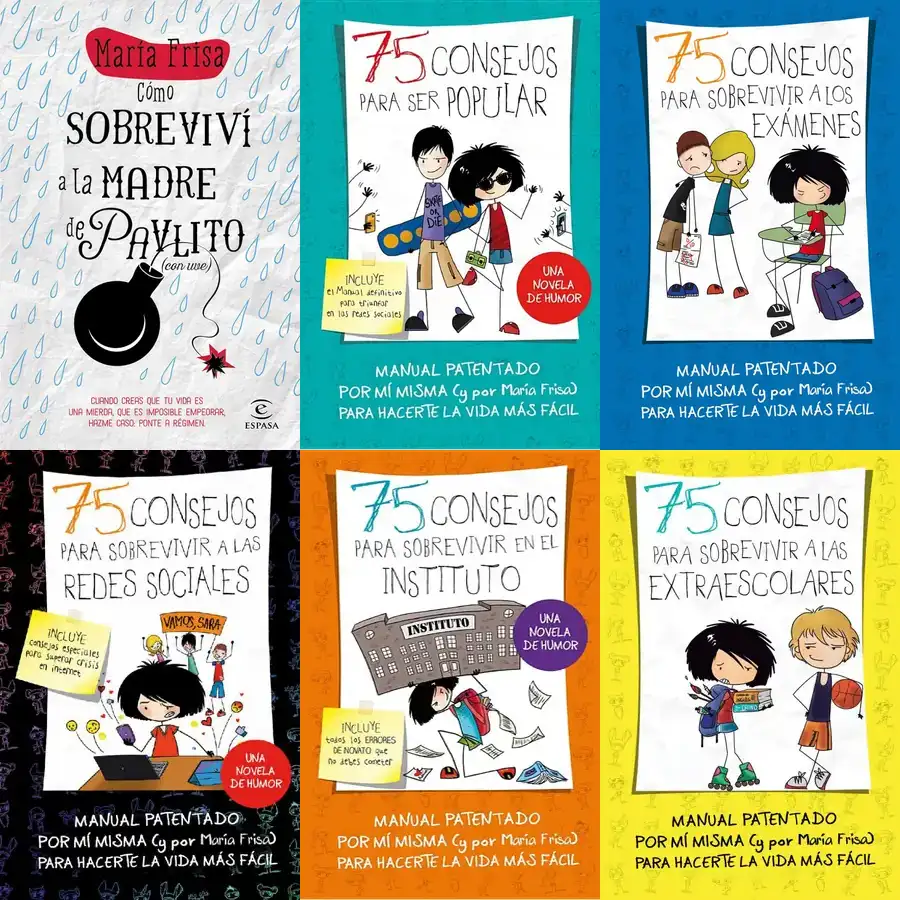 María Frisa
CÓMO
SOBREVIVÍ
a la MADRE
de PAVLITO
(con uve)
CUANDO CREAS QUE TU VIDA ES
UNA MIERDA, QUE ES IMPOSIBLE EMPEORAR,
HAZME CASO: PONTE A RÉGIMEN.
e
ESPASA
75 CONSEJOS
PARA SER POPULAR
SKATE
OR
DIE
INCLUYE
el Manual definitivo
para triunfar
en las redes sociales
UNA
NOVELA
DE HUMOR
MANUAL PATENTADO
POR MÍ MISMA (y por María Frisa)
PARA HACERTE LA VIDA MÁS FÁCIL
75 CONSEJOS
PARA SOBREVIVIR A LOS
EXÁMENES
MANUAL PATENTADO
POR MÍ MISMA (y por María Frisa)
PARA HACERTE LA VIDA MÁS FÁCIL
75 CONSEJOS
PARA SOBREVIVIR A LAS
REDES SOCIALES
INCLUYE
consejos especiales
para superar crisis
en internet
VAMOS, SARA
UNA
NOVELA
DE HUMOR
MANUAL PATENTADO
POR MÍ MISMA (y por María Frisa)
PARA HACERTE LA VIDA MÁS FÁCIL
75 CONSEJOS
PARA SOBREVIVIR EN EL
INSTITUTO
INSTITUTO
UNA
NOVELA
DE HUMOR
INCLUYE
todos los ERRORES
DE NOVATO que
no debes cometer
MANUAL PATENTADO
POR MÍ MISMA (y por María Frisa)
PARA HACERTE LA VIDA MÁS FÁCIL
75 CONSEJOS
PARA SOBREVIVIR A LAS
EXTRAESCOLARES
MANUAL PATENTADO
POR MÍ MISMA (y por María Frisa)
PARA HACERTE LA VIDA MÁS FÁCIL